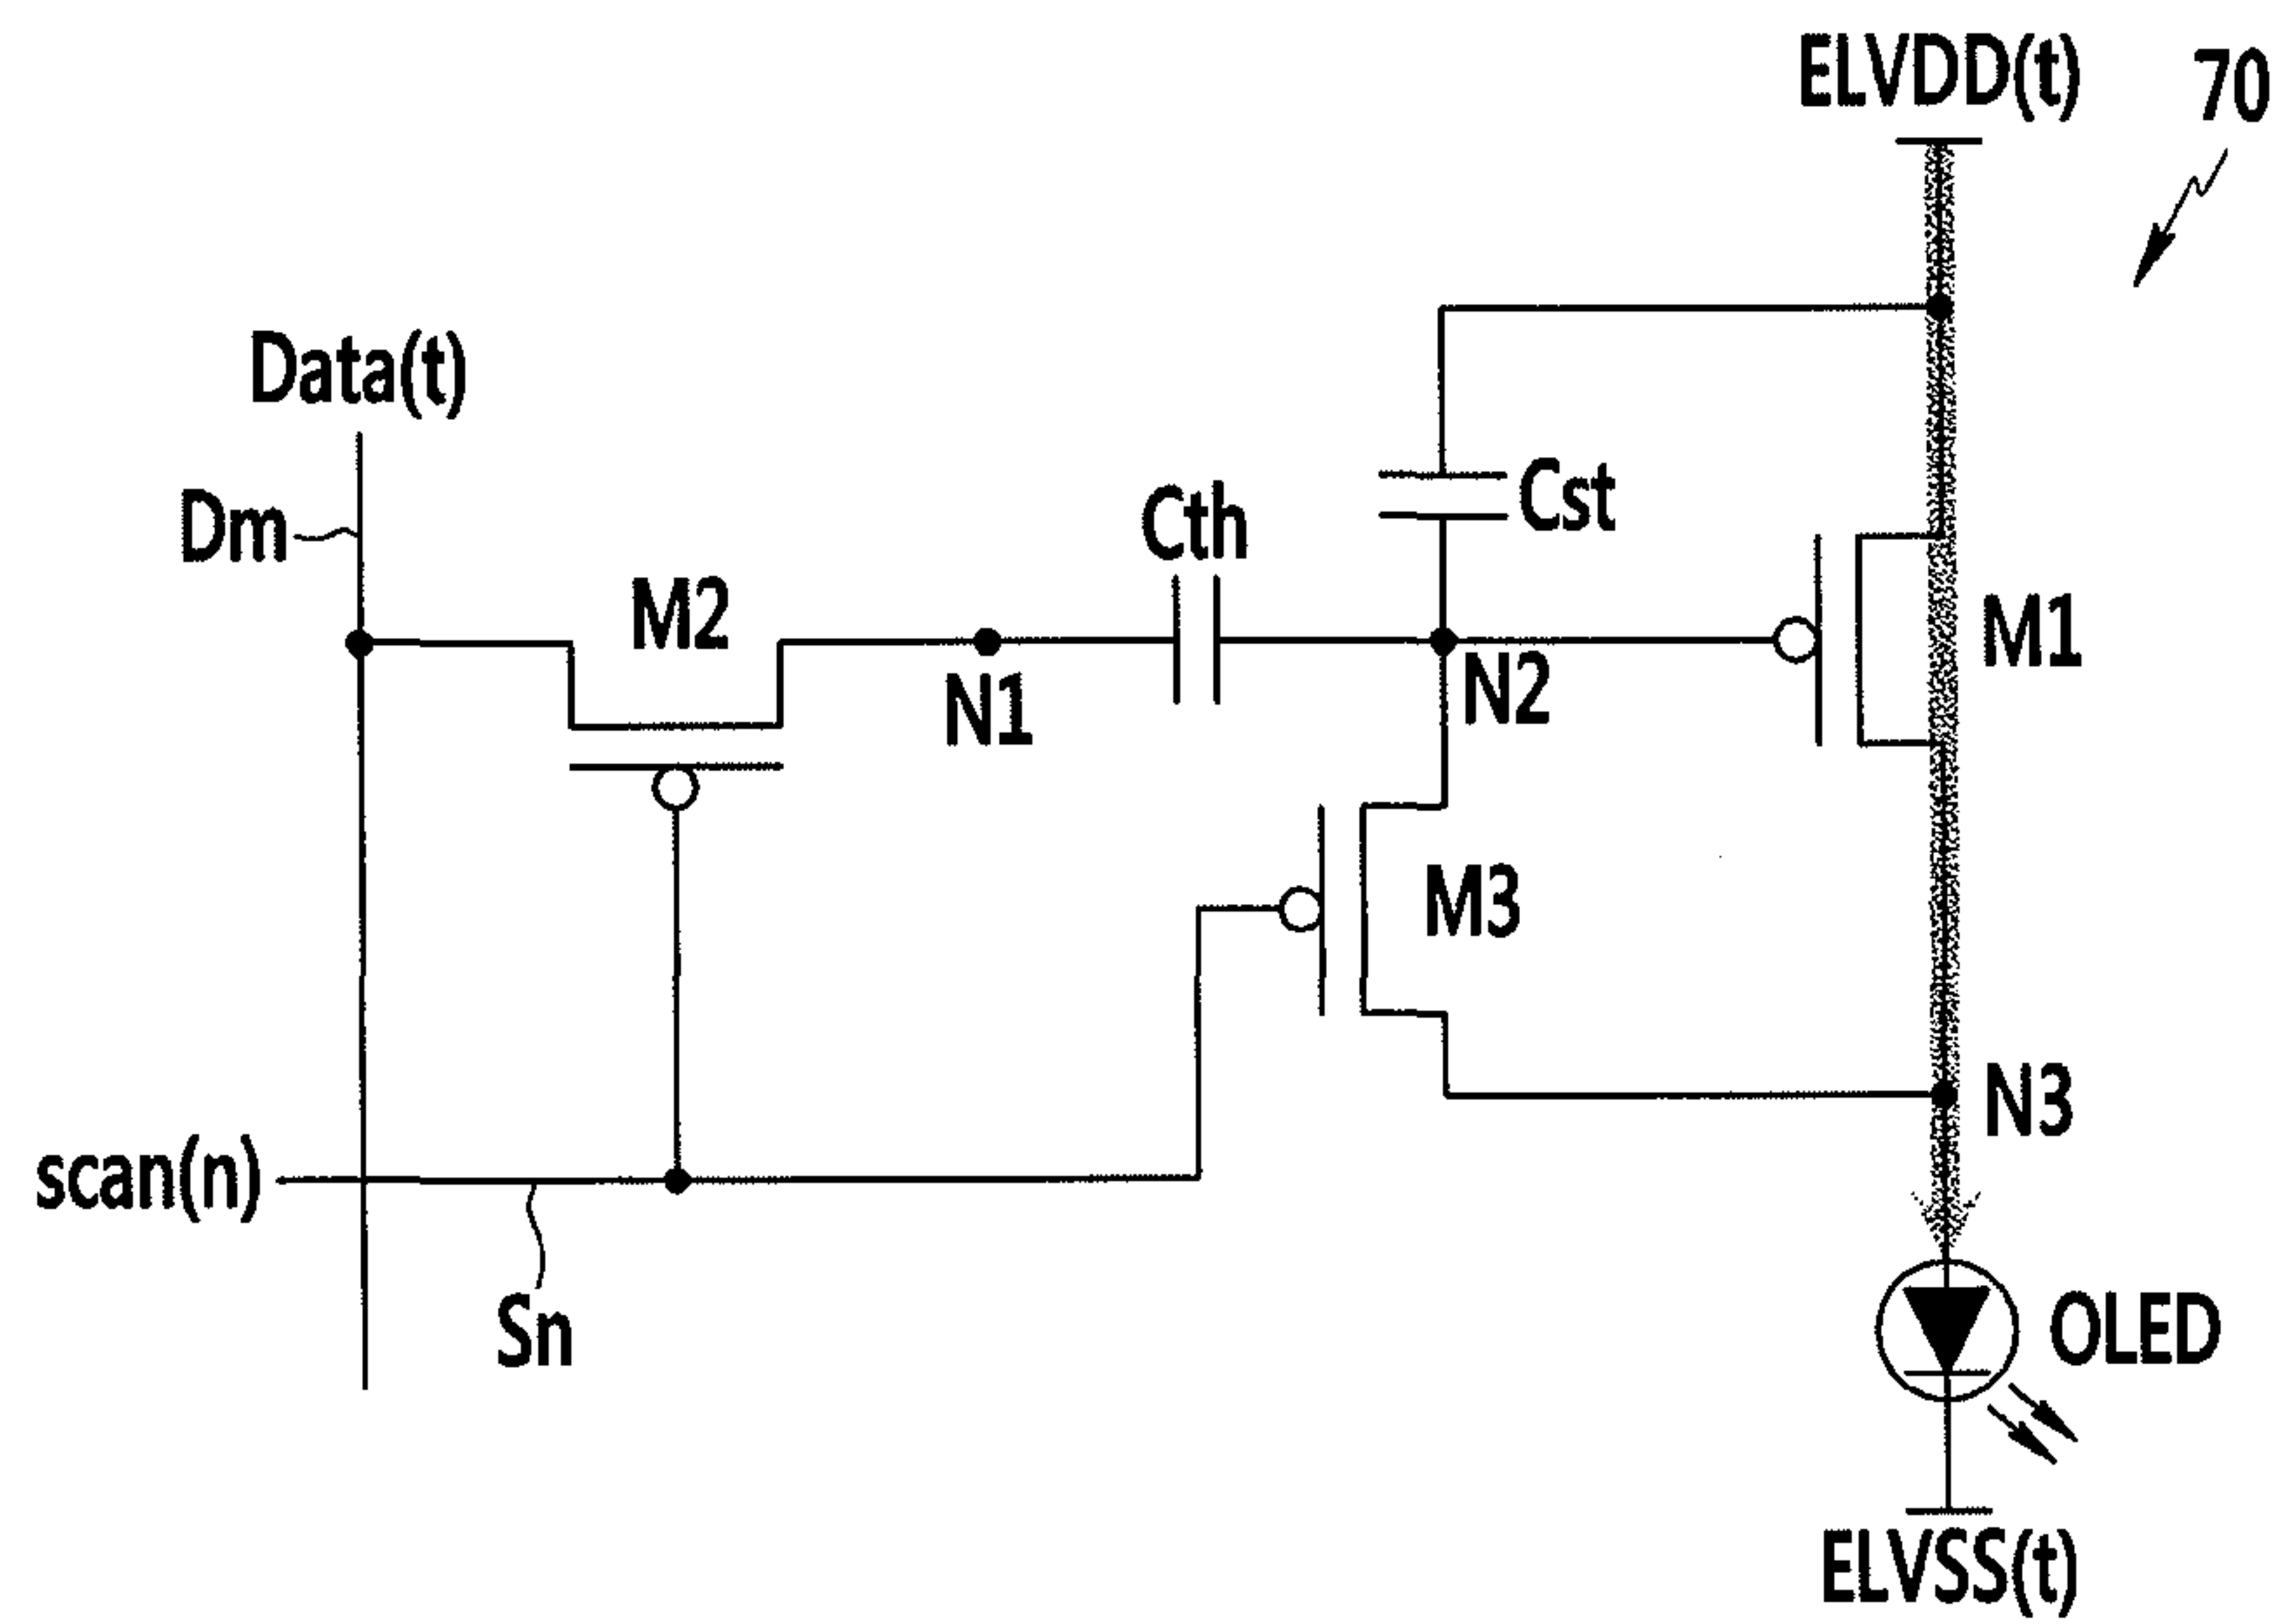 ELVDD(t)
70
Data(t)
Dm
Cst
Cth
M2
M1
N1
N2
M3
N3
scan(n)
Sn
OLED
ELVSS(t)